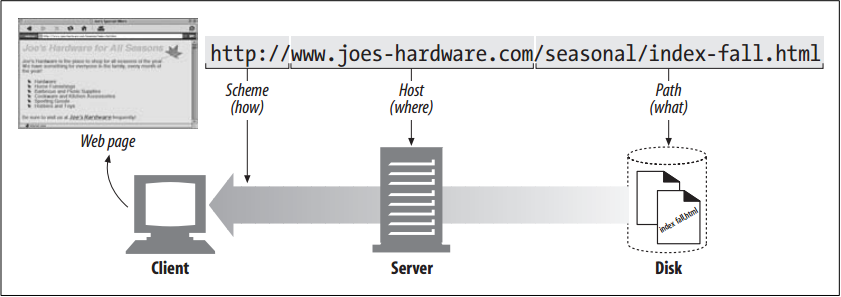 Joe's Hardware for All Seasons
Joe's Hardware is the place to shop for all seasons of the year!
We have something for everyone in the family, every month of
the year!
Hardware
Home Furnishings
Barbecue and Picnic Supplies
Cookware and Kitchen Accessories
Sporting Goods
Hobbies and Toys
Be sure to visit us at Joe's Hardware frequently!
http://www.joes-hardware.com/seasonal/index-fall.html
Scheme
(how)
Host
(where)
Path
(what)
Web page
index fall.html
Client
Server
Disk